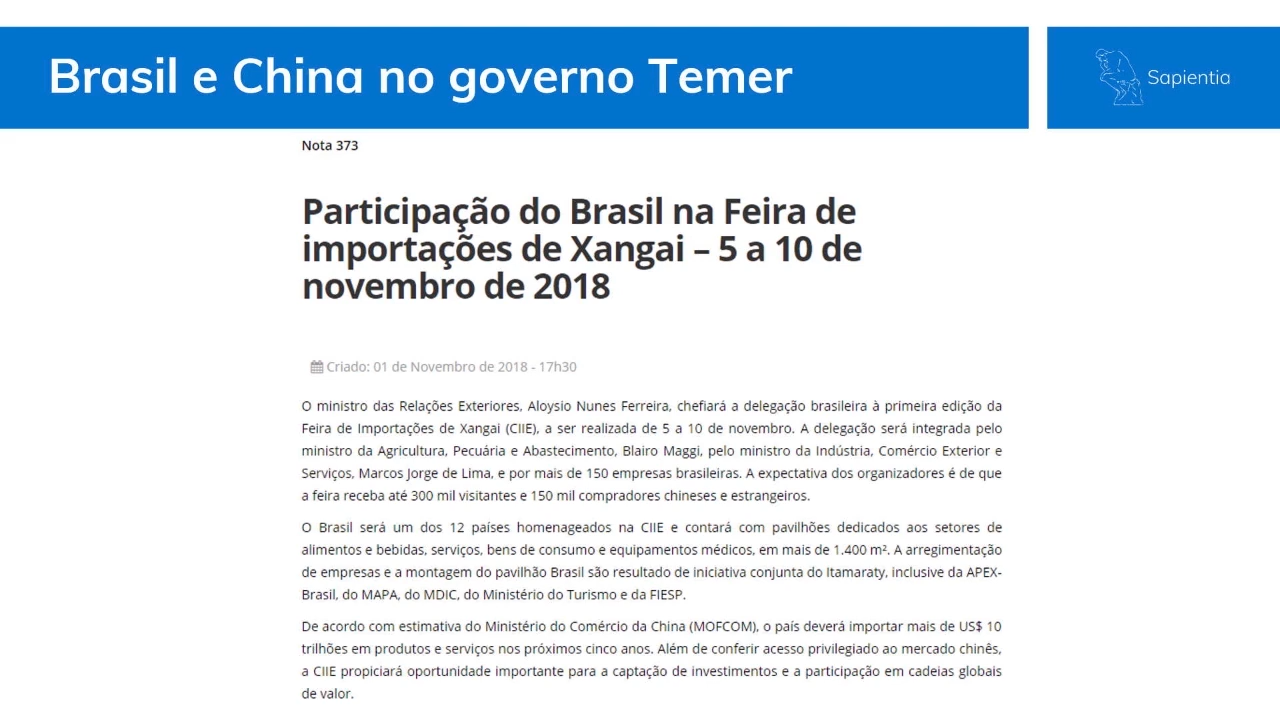 Brasil e China no governo Temer
Sapientia
Nota 373
Participação do Brasil na Feira de
importações de Xangai – 5 a 10 de
novembro de 2018
Criado: 01 de Novembro de 2018 - 17h30
O ministro das Relações Exteriores, Aloysio Nunes Ferreira, chefiará a delegação brasileira à primeira edição da
Feira de Importações de Xangai (CIIE), a ser realizada de 5 a 10 de novembro. A delegação será integrada pelo
ministro da Agricultura, Pecuária e Abastecimento, Blairo Maggi, pelo ministro da Indústria, Comércio Exterior e
Serviços, Marcos Jorge de Lima, e por mais de 150 empresas brasileiras. A expectativa dos organizadores é de que
a feira receba até 300 mil visitantes e 150 mil compradores chineses e estrangeiros.
O Brasil será um dos 12 países homenageados na CIIE e contará com pavilhões dedicados aos setores de
alimentos e bebidas, serviços, bens de consumo e equipamentos médicos, em mais de 1.400 m². A arregimentação
de empresas e a montagem do pavilhão Brasil são resultado de iniciativa conjunta do Itamaraty, inclusive da APEX-
Brasil, do MAPA, do MDIC, do Ministério do Turismo e da FIESP.
De acordo com estimativa do Ministério do Comércio da China (MOFCOM), o país deverá importar mais de US$ 10
trilhões em produtos e serviços nos próximos cinco anos. Além de conferir acesso privilegiado ao mercado chinês,
a CIIE propiciará oportunidade importante para a captação de investimentos e a participação em cadeias globais
de valor.